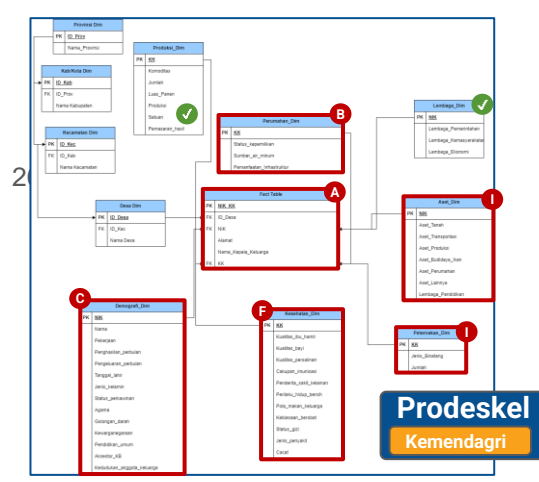 Provinsi Dim
PK ID_Prov
Nama_Provinsi
Kab/Kota Dim
PK ID_Kab
FK ID_Prov
Nama Kabupaten
Kecamatan Dim
PK ID_Kec
FK ID_Kab
Nama Kecamatan
Produksi_Dim
PK KK
Komoditas
Jumlah
Luas_Panen
Produksi
Satuan
Pemasaran_hasil
B
Perumahan_Dim
PK KK
Status_kepemilikan
Sumber_air_minum
Pemanfaatan_infrastruktur
Lembaga_Dim
PK NIK
Lembaga_Pemerintahan
Lembaga_Kemasyarakatan
Lembaga_Ekonomi
Desa Dim
PK ID_Desa
FK ID_Kec
Nama Desa
A
Fact Table
PK NIK_KK
FK ID_Desa
FK NIK
Alamat
Nama_Kepala_Keluarga
FK KK
I
Aset_Dim
PK NIK
Aset_Tanah
Aset_Transportasi
Aset_Produksi
Aset_Budidaya_Ikan
Aset_Perumahan
Aset_Lainnya
Lembaga_Pendidikan
C
Demografi_Dim
PK NIK
Nama
Pekerjaan
Penghasilan_perbulan
Pengeluaran_perbulan
Tanggal_lahir
Jenis_kelamin
Status_perkawinan
Agama
Golongan_darah
Kewarganegaraan
Pendidikan_umum
Akseptor_KB
Kedudukan_anggota_keluarga
F
Kesehatan_Dim
PK KK
Kualitas_ibu_hamil
Kualitas_bayi
Kualitas_persalinan
Cakupan_imunisasi
Penderita_sakit_kelainan
Perilaku_hidup_bersih
Pola_makan_keluarga
Kebiasaan_berobat
Status_gizi
Jenis_penyakit
Cacat
I
Peternakan_Dim
PK KK
Jenis_Binatang
Jumlah
Prodeskel
Kemendagri